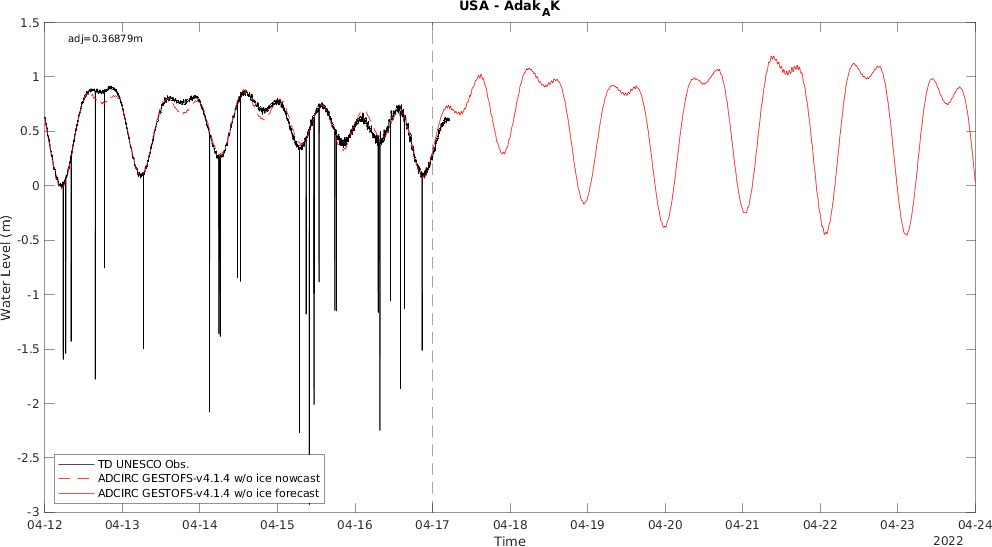 USA - Adak_AK
adj=0.36879m
1.5
1
0.5
0
-0.5
-1
-1.5
-2
-2.5
-3
Water Level (m)
TD UNESCO Obs.
ADCIRC GESTOFS-v4.1.4 w/o ice nowcast
ADCIRC GESTOFS-v4.1.4 w/o ice forecast
04-12 04-13 04-14 04-15 04-16 04-17 04-18 04-19 04-20 04-21 04-22 04-23 04-24
Time
2022